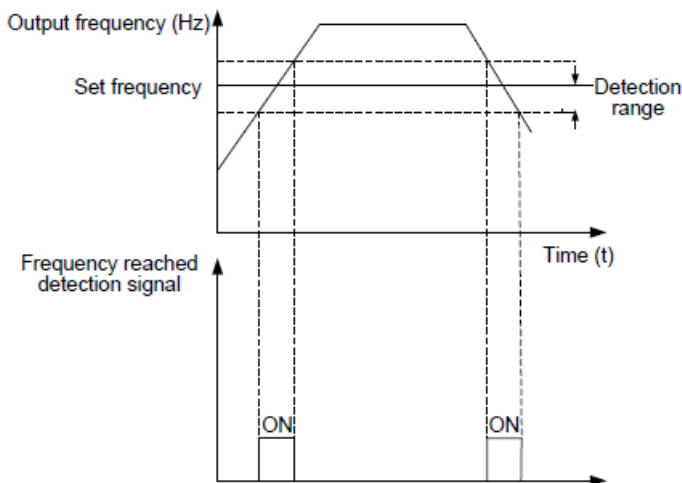 Output frequency (Hz)
Set frequency
Detection
range
Time (t)
Frequency reached
detection signal
ON
ON